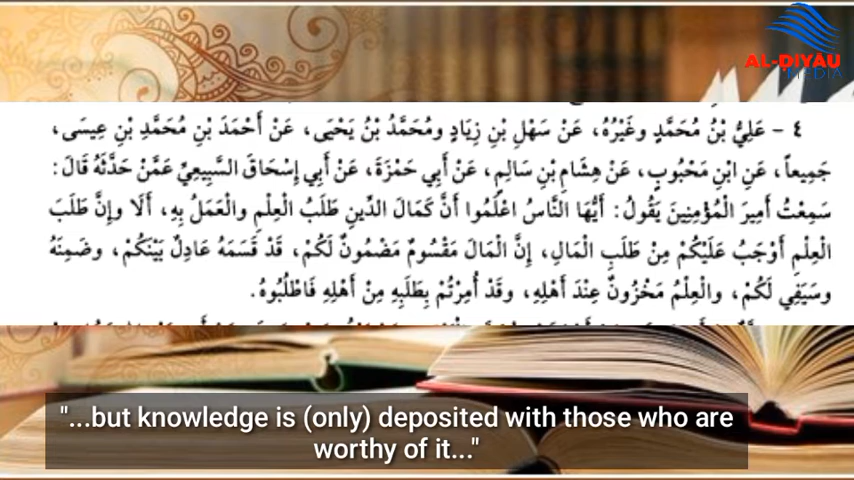 AL-ḌIYĀU
MEDIA
٤ - عَلِيُّ بْنُ مُحَمَّدٍ وغَيْرُهُ، عَنْ سَهْلِ بْنِ زِيَادٍ ومُحَمَّدُ بْنُ يَحْيَى، عَنْ أَحْمَدَ بْنِ مُحَمَّدِ بْنِ عِيسَى،
جَمِيعاً، عَنِ ابْنِ مَحْبُوبٍ، عَنْ هِشَامِ بْنِ سَالِمٍ، عَنْ أَبِي حَمْزَةَ، عَنْ أَبِي إِسْحَاقَ السَّبِيعِيِّ عَمَّنْ حَدَّثَهُ قَالَ:
سَمِعْتُ أَمِيرَ الْمُؤْمِنِينَ يَقُولُ: أَيُّهَا النَّاسُ اعْلَمُوا أَنَّ كَمَالَ الدِّينِ طَلَبُ الْعِلْمِ والْعَمَلُ بِهِ، أَلَا وإِنَّ طَلَبَ
الْعِلْمِ أَوْجَبُ عَلَيْكُمْ مِنْ طَلَبِ الْمَالِ، إِنَّ الْمَالَ مَقْسُومٌ مَضْمُونٌ لَكُمْ، قَدْ قَسَمَهُ عَادِلٌ بَيْنَكُمْ، وضَمِنَهُ
وسَيَفِي لَكُمْ، والْعِلْمُ مَخْزُونٌ عِنْدَ أَهْلِهِ، وقَدْ أُمِرْتُمْ بِطَلَبِهِ مِنْ أَهْلِهِ فَاطْلُبُوهُ.
"...but knowledge is (only) deposited with those who are
worthy of it..."